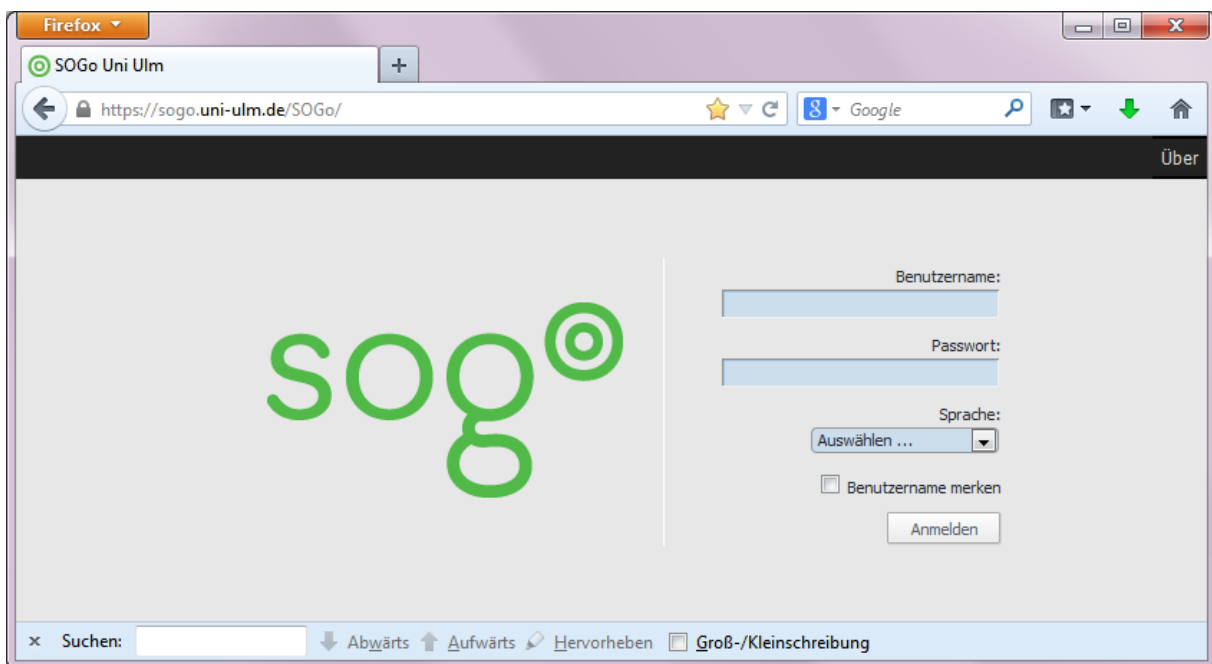 Firefox
SOGo Uni Ulm
https://sogo.uni-ulm.de/SOGo/
Google
Über
sogo
Benutzername:
Passwort:
Sprache:
Auswählen ...
Benutzername merken
Anmelden
× Suchen: Abwärts Aufwärts Hervorheben Groß-/Kleinschreibung